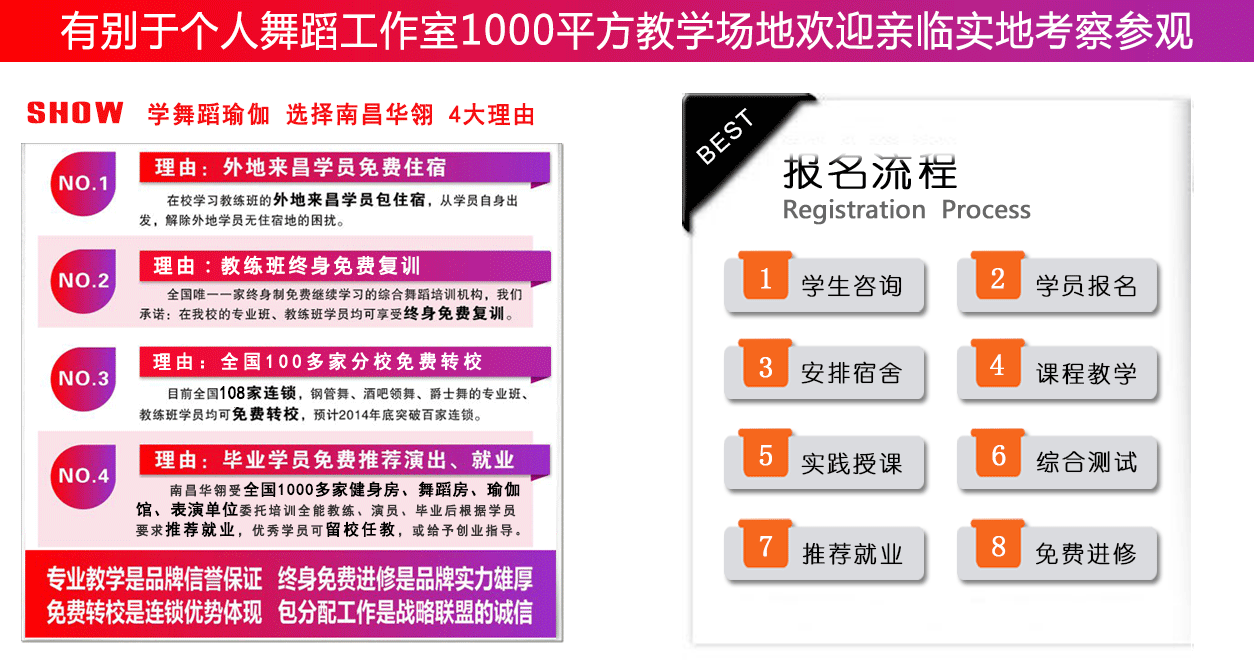 有别于个人舞蹈工作室1000平方教学场地欢迎亲临实地考察参观
SHOW 学舞蹈瑜伽 选择南昌华翎 4大理由
NO.1
理由：外地来昌学员免费住宿
在校学习教练班的外地来昌学员包住宿，从学员自身出
发，解除外地学员无住宿地的困扰。
NO.2
理由：教练班终身免费复训
全国唯一一家终身制免费继续学习的综合舞蹈培训机构，我们
承诺：在我校的专业班、教练班学员均可享受终身免费复训。
NO.3
理由：全国100多家分校免费转校
目前全国108家连锁，钢管舞、酒吧领舞、爵士舞的专业班、
教练班学员均可免费转校，预计2014年底突破百家连锁。
NO.4
理由：毕业学员免费推荐演出、就业
南昌华翎受全国1000多家健身房、舞蹈房、瑜伽
馆、表演单位委托培训全能教练、演员、毕业后根据学员
要求推荐就业，优秀学员可留校任教，或给予创业指导。
专业教学是品牌信誉保证 终身免费进修是品牌实力雄厚
免费转校是连锁优势体现 包分配工作是战略联盟的诚信
BEST
报名流程
Registration Process
1 学生咨询
2 学员报名
3 安排宿舍
4 课程教学
5 实践授课
6 综合测试
7 推荐就业
8 免费进修